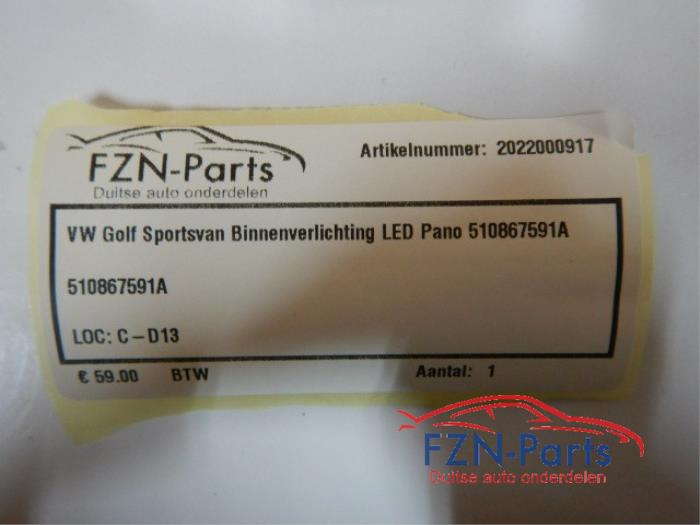 FZN-Parts
Duitse auto onderdelen
Artikelnummer: 2022000917
VW Golf Sportsvan Binnenverlichting LED Pano 510867591A
510867591A
LOC: C-D13
€ 59.00 BTW Aantal: 1
FZN-Parts
Duitse auto onderdelen